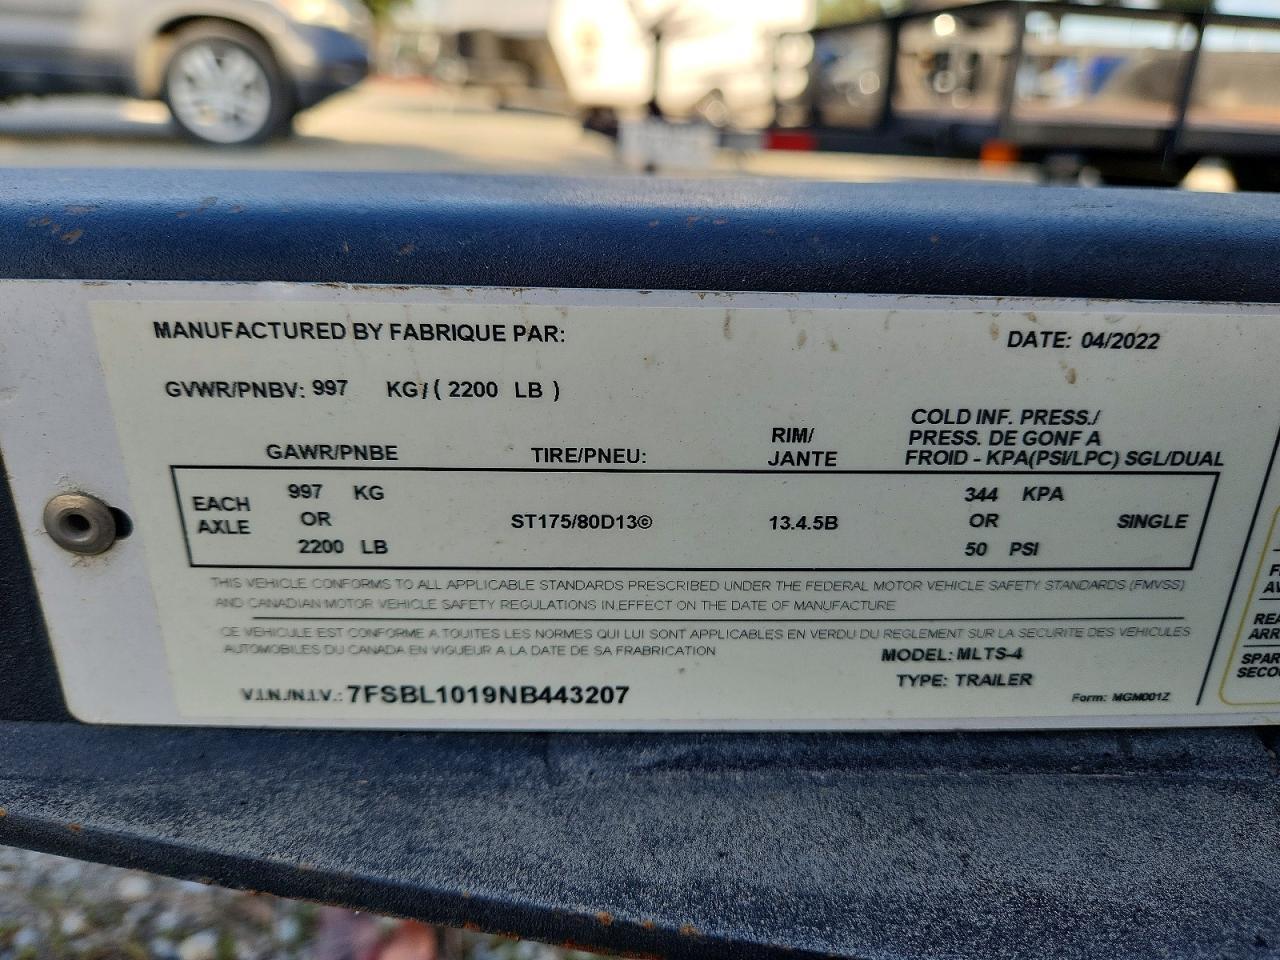 MANUFACTURED BY FABRIQUE PAR:
DATE: 04/2022
GVWR/PNBV: 997 KG/ ( 2200 LB )
GAWR/PNBE
TIRE/PNEU:
RIM/
JANTE
COLD INF. PRESS./
PRESS. DE GONF A
FROID - KPA(PSI/LPC) SGL/DUAL
EACH
AXLE
997 KG
OR
2200 LB
ST175/80D13©
13.4.5B
344 KPA
OR
50 PSI
SINGLE
THIS VEHICLE CONFORMS TO ALL APPLICABLE STANDARDS PRESCRIBED UNDER THE FEDERAL MOTOR VEHICLE SAFETY STANDARDS (FMVSS)
AND CANADIAN MOTOR VEHICLE SAFETY REGULATIONS IN EFFECT ON THE DATE OF MANUFACTURE
CE VEHICULE EST CONFORME A TOUITES LES NORMES QUI LUI SONT APPLICABLES EN VERDU DU REGLEMENT SUR LA SECURITE DES VEHICULES
AUTOMOBILES DU CANADA EN VIGUEUR A LA DATE DE SA FRABRICATION
MODEL: MLTS-4
TYPE: TRAILER
V.I.N./N.I.V.: 7FSBL1019NB443207
Form: MGM001Z
REA
ARR
SPAR
SECOU